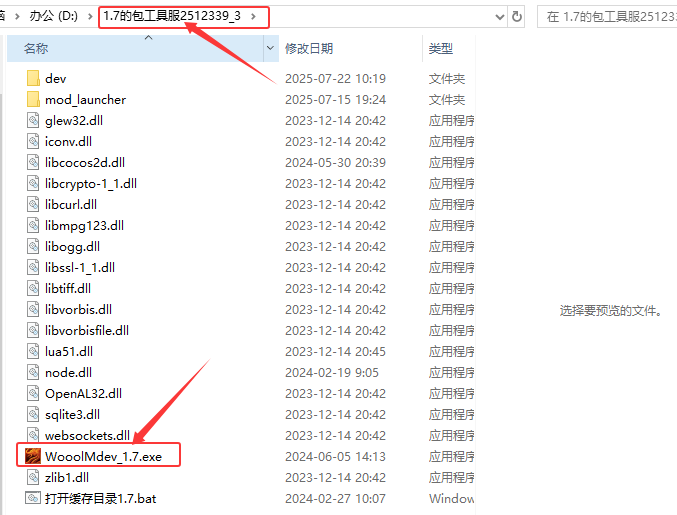 办公 (D:) > 1.7的包工具服2512339_3 > 在 1.7的包工具服25123
名称 修改日期 类型
dev 2025-07-22 10:19 文件夹
mod_launcher 2025-07-15 19:24 文件夹
glew32.dll 2023-12-14 20:42 应用程序
iconv.dll 2023-12-14 20:42 应用程序
libcocos2d.dll 2024-05-30 20:39 应用程序
libcrypto-1_1.dll 2023-12-14 20:42 应用程序
libcurl.dll 2023-12-14 20:42 应用程序
libmpg123.dll 2023-12-14 20:42 应用程序
libogg.dll 2023-12-14 20:42 应用程序
libssl-1_1.dll 2023-12-14 20:42 应用程序
libtiff.dll 2023-12-14 20:42 应用程序
libvorbis.dll 2023-12-14 20:42 应用程序
选择要预览的文件。
libvorbisfile.dll 2023-12-14 20:42 应用程序
lua51.dll 2023-12-14 20:45 应用程序
node.dll 2024-02-19 9:05 应用程序
OpenAL32.dll 2023-12-14 20:42 应用程序
sqlite3.dll 2023-12-14 20:42 应用程序
websockets.dll 2023-12-14 20:42 应用程序
WooolMdev_1.7.exe 2024-06-05 14:13 应用程序
zlib1.dll 2023-12-14 20:42 应用程序
打开缓存目录1.7.bat 2024-02-27 10:07 Window